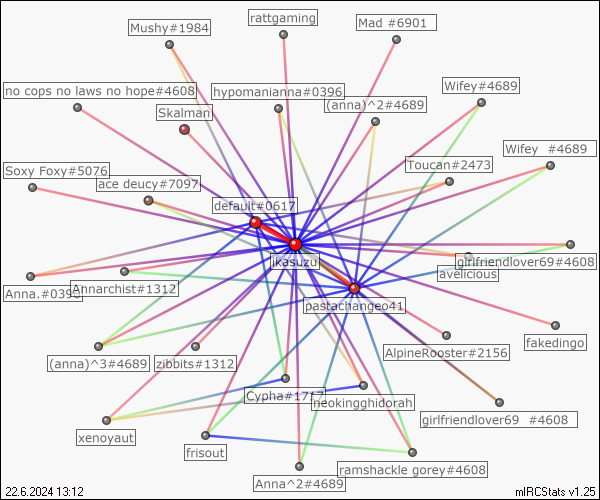 rattgaming
Mad #6901
Mushy#1984
no cops no laws no hope#4608
hypomanianna#0396
Wifey#4689
(anna)^2#4689
Skalman
Wifey  #4689
Toucan#2473
Soxy Foxy#5076
ace deucy#7097
default#0617
jkasuzu
girlfriendlover69#4608
avelicious
Anna.#0396
Annarchist#1312
pastachangeo41
fakedingo
AlpineRooster#2156
(anna)^3#4689
zibbits#1312
Cypha#1717
neokingghidorah
girlfriendlover69  #4608
xenoyaut
frisout
ramshackle gorey#4608
Anna^2#4689
22.6.2024 13:12
mIRCStats v1.25